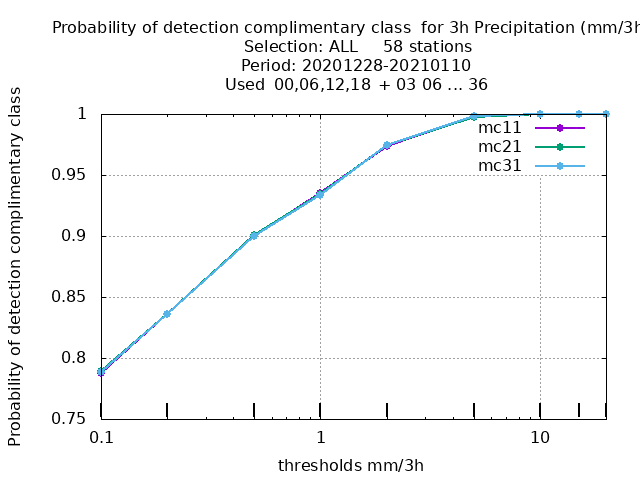 Probability of detection complimentary class  for 3h Precipitation (mm/3h
Selection: ALL     58 stations
Period: 20201228-20210110
Used  00,06,12,18  + 03 06 ... 36
Probability of detection complimentary class
1
0.95
0.9
0.85
0.8
0.75
mc11
mc21
mc31
0.1 1 10
thresholds mm/3h